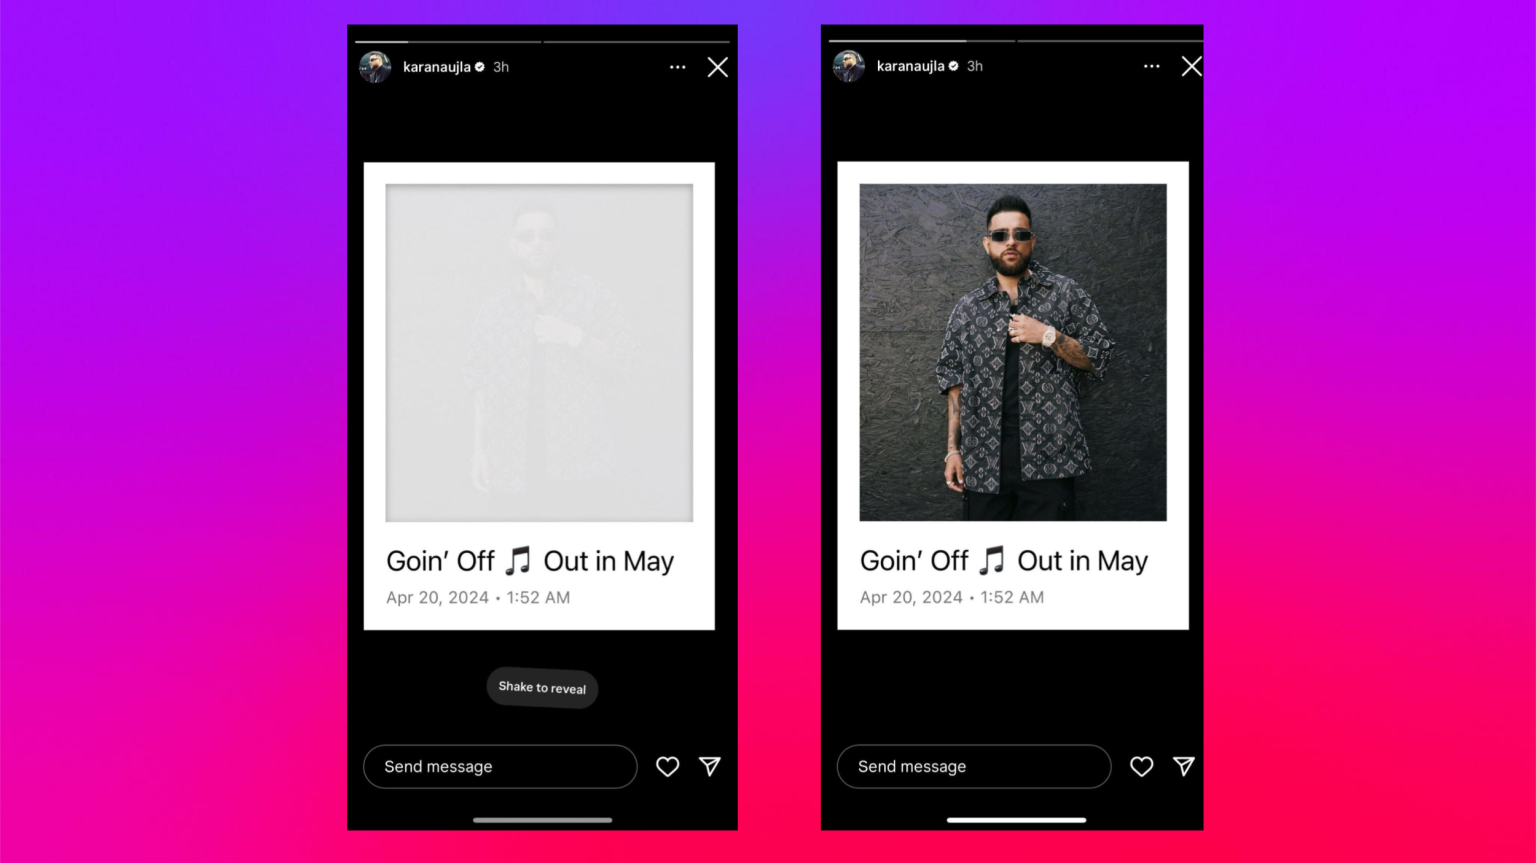 karanaujla 3h
Goin’ Off 🎵 Out in May
Apr 20, 2024 • 1:52 AM
Shake to reveal
Send message
karanaujla 3h
Goin’ Off 🎵 Out in May
Apr 20, 2024 • 1:52 AM
Send message